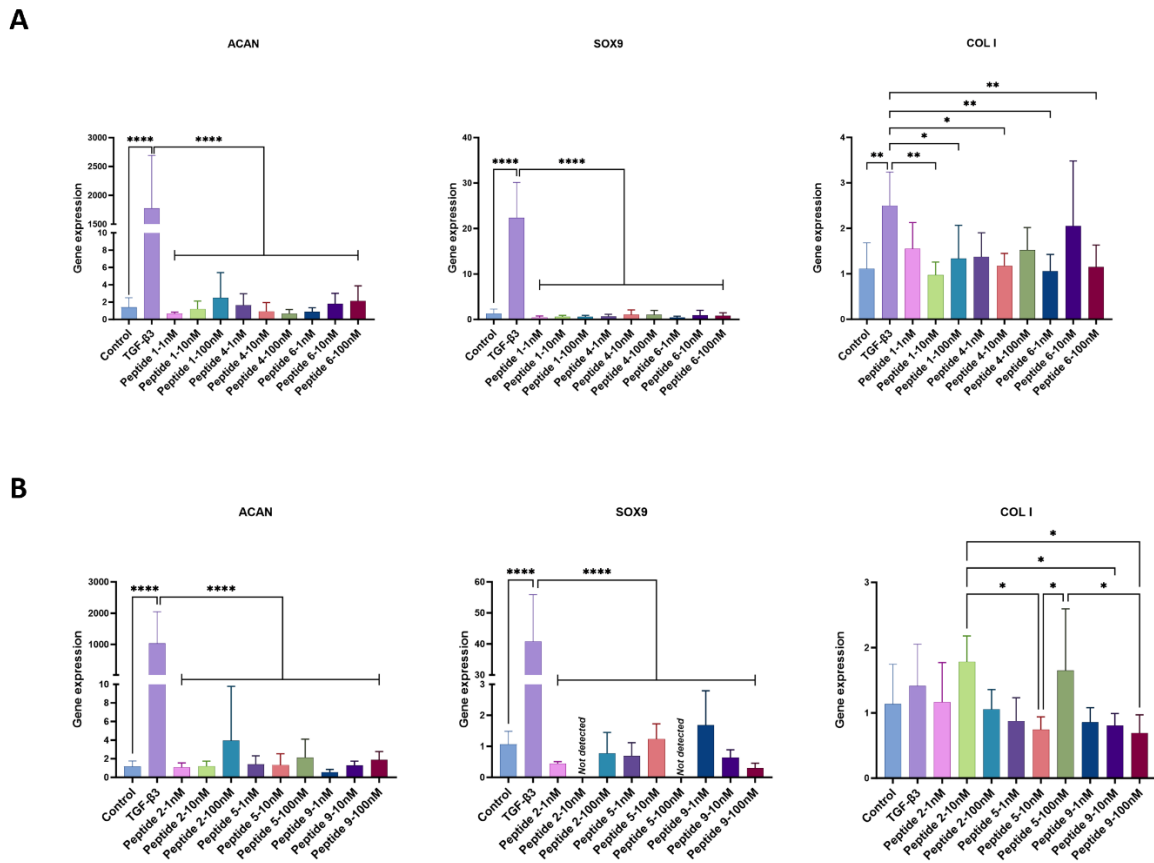 A
ACAN
Gene expression
3000
2500
2000
1500
10
8
6
4
2
0
****
****
Control
TGF-β3
Peptide 1-1nM
Peptide 1-10nM
Peptide 1-100nM
Peptide 4-1nM
Peptide 4-10nM
Peptide 4-100nM
Peptide 6-1nM
Peptide 6-10nM
Peptide 6-100nM
SOX9
Gene expression
40
30
20
10
0
****
****
Control
TGF-β3
Peptide 1-1nM
Peptide 1-10nM
Peptide 1-100nM
Peptide 4-1nM
Peptide 4-10nM
Peptide 4-100nM
Peptide 6-1nM
Peptide 6-10nM
Peptide 6-100nM
COL I
Gene expression
4
3
2
1
0
**
**
*
*
**
**
Control
TGF-β3
Peptide 1-1nM
Peptide 1-10nM
Peptide 1-100nM
Peptide 4-1nM
Peptide 4-10nM
Peptide 4-100nM
Peptide 6-1nM
Peptide 6-10nM
Peptide 6-100nM
B
ACAN
Gene expression
3000
2000
1000
10
8
6
4
2
0
****
****
Control
TGF-β3
Peptide 2-1nM
Peptide 2-10nM
Peptide 2-100nM
Peptide 5-1nM
Peptide 5-10nM
Peptide 5-100nM
Peptide 9-1nM
Peptide 9-10nM
Peptide 9-100nM
SOX9
Gene expression
60
50
40
30
3
2
1
0
****
****
Not detected
Not detected
Control
TGF-β3
Peptide 2-1nM
Peptide 2-10nM
Peptide 2-100nM
Peptide 5-1nM
Peptide 5-10nM
Peptide 5-100nM
Peptide 9-1nM
Peptide 9-10nM
Peptide 9-100nM
COL I
Gene expression
3
2
1
0
*
*
*
*
*
Control
TGF-β3
Peptide 2-1nM
Peptide 2-10nM
Peptide 2-100nM
Peptide 5-1nM
Peptide 5-10nM
Peptide 5-100nM
Peptide 9-1nM
Peptide 9-10nM
Peptide 9-100nM